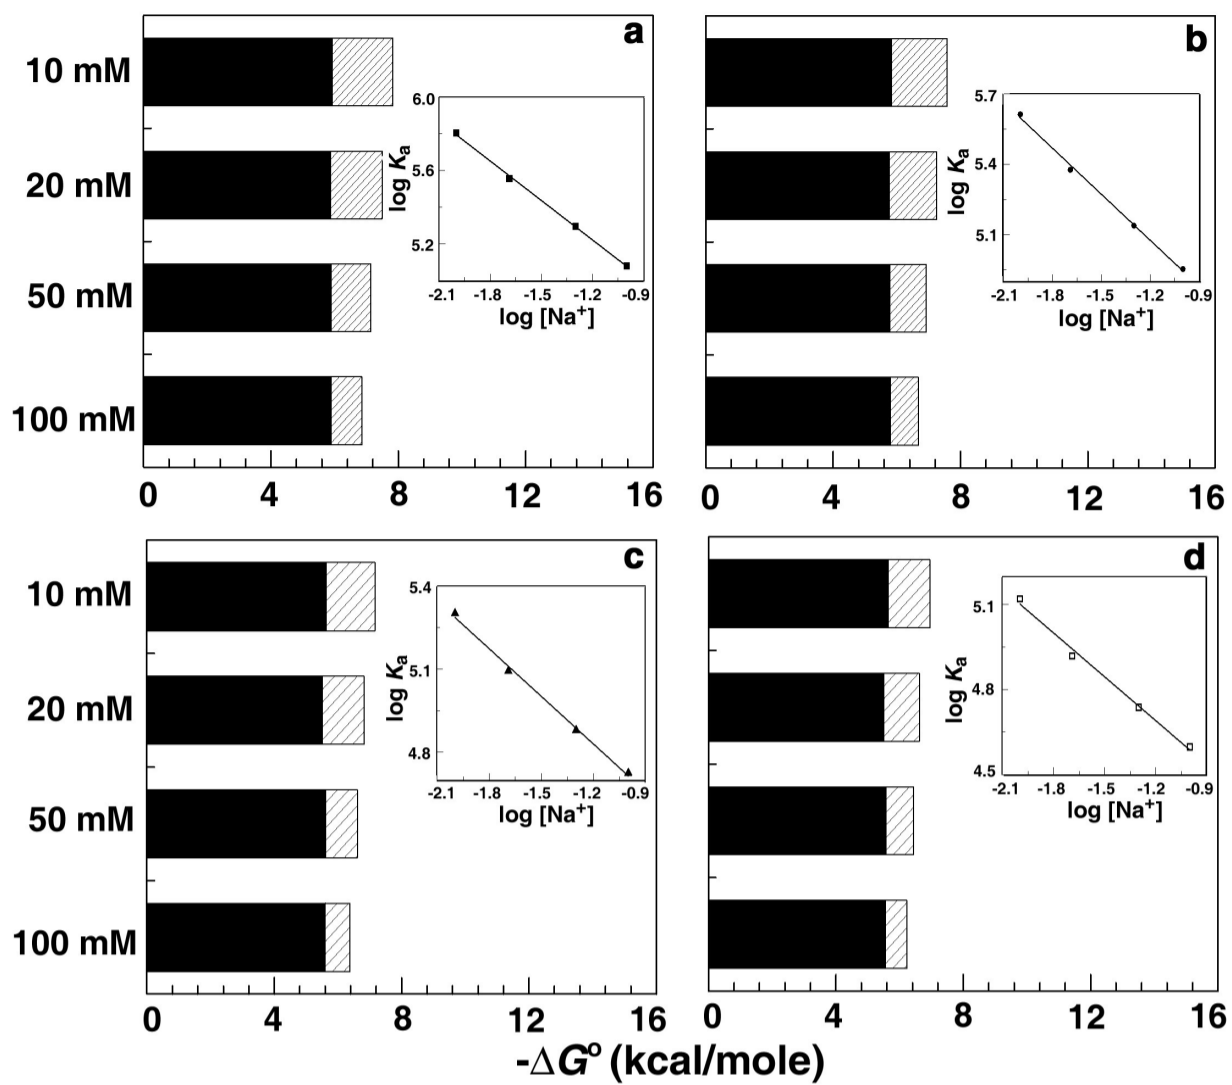 a
10 mM
20 mM
50 mM
100 mM
6.0
5.6
5.2
log Ka
-2.1 -1.8 -1.5 -1.2 -0.9
log [Na+]
0 4 8 12 16
b
5.7
5.4
5.1
log Ka
-2.1 -1.8 -1.5 -1.2 -0.9
log [Na+]
0 4 8 12 16
c
10 mM
20 mM
50 mM
100 mM
5.4
5.1
4.8
log Ka
-2.1 -1.8 -1.5 -1.2 -0.9
log [Na+]
0 4 8 12 16
d
5.1
4.8
4.5
log Ka
-2.1 -1.8 -1.5 -1.2 -0.9
log [Na+]
0 4 8 12 16
-ΔG° (kcal/mole)